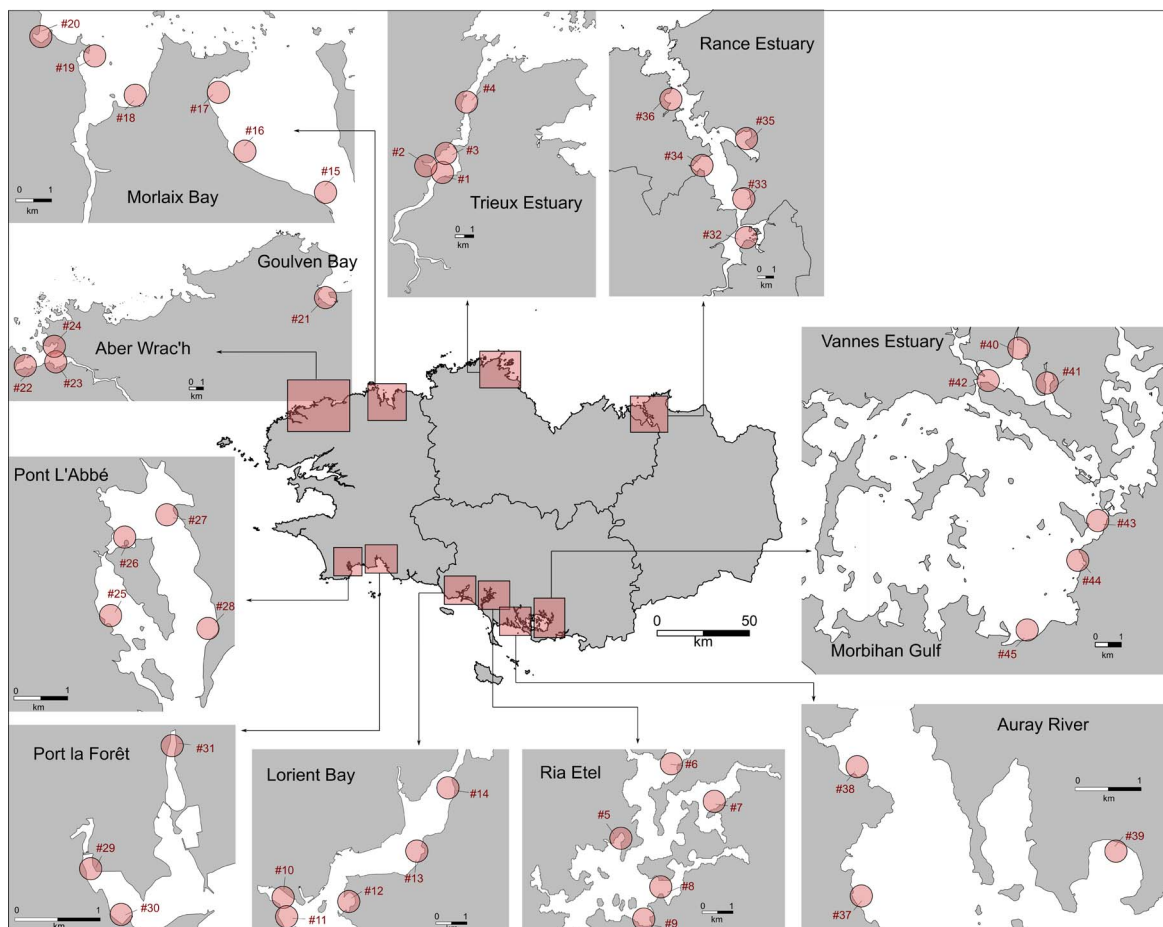 #20
#19
#18
#17
#16
#15
0 1
km
Morlaix Bay
#4
#3
#2
#1
Trieux Estuary
0 1
km
Rance Estuary
#36
#35
#34
#33
#32
0 1
km
Goulven Bay
#21
#24
Aber Wrac'h
#22
#23
0 1
km
Vannes Estuary
#40
#42
#41
#43
#44
#45
Morbihan Gulf
0 1
km
Pont L'Abbé
#27
#26
#25
#28
0 1
km
0 50
km
Port la Forêt
#31
#29
#30
0 1
km
Lorient Bay
#14
#13
#10
#12
#11
0 1
km
Ria Etel
#6
#7
#5
#8
#9
0 1
km
Auray River
#38
0 1
km
#39
#37